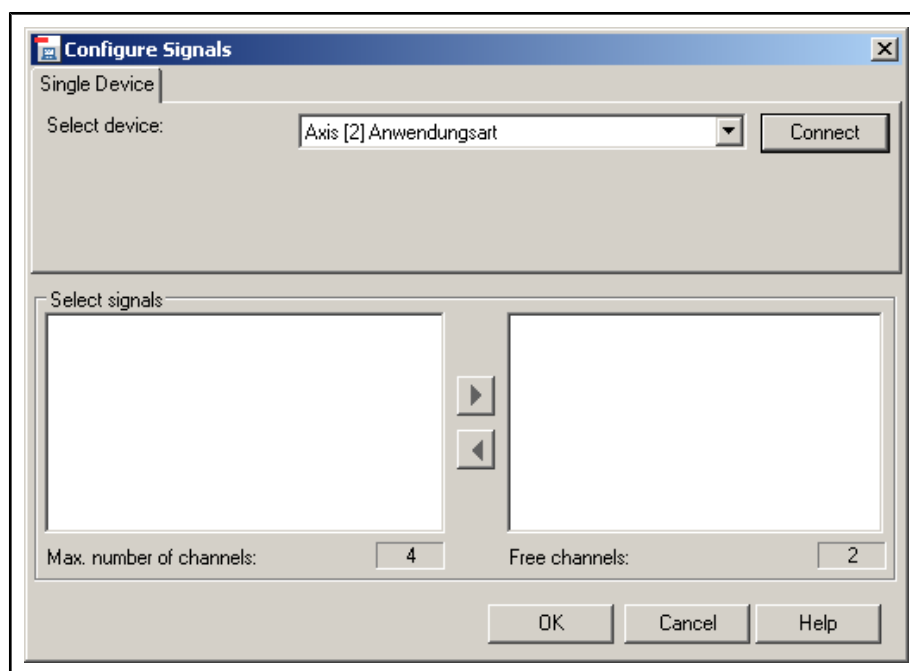 Configure Signals
Single Device
Select device:
Axis [2] Anwendungsart
Connect
Select signals
Max. number of channels:
4
Free channels:
2
OK
Cancel
Help